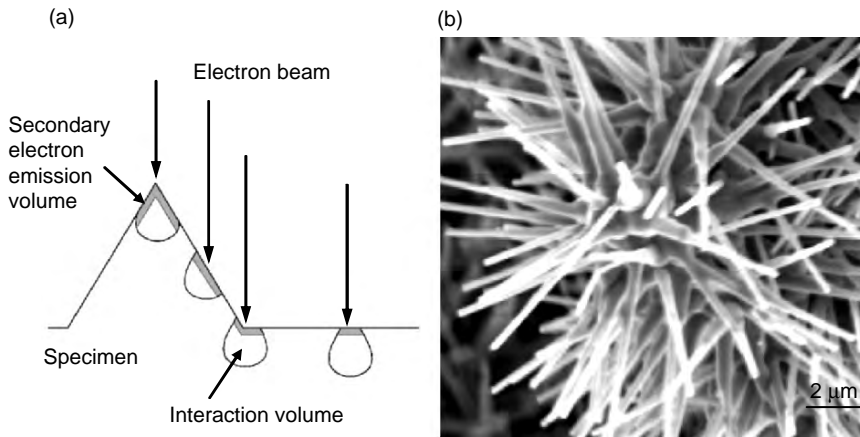 (a)
Electron beam
Secondary
electron
emission
volume
Specimen
Interaction volume
(b)
2 μm